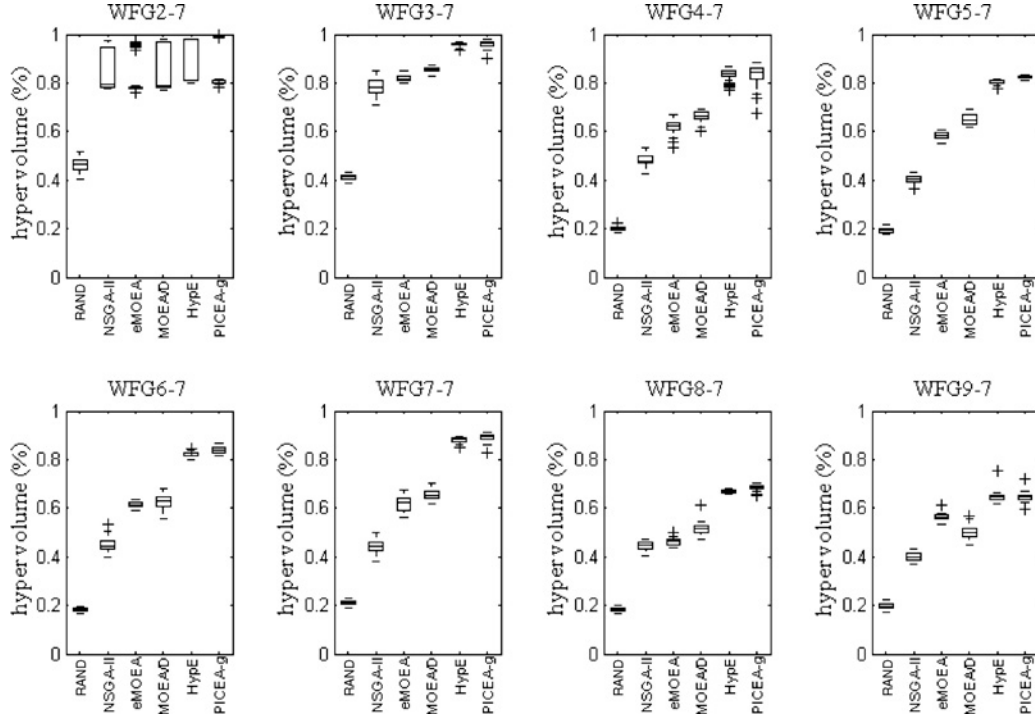 WFG2-7
hypervolume (%)
1
0.8
0.6
0.4
0.2
0
RAND
NSGA-II
eMOEA
MOEA/D
HypE
PICEA-g
WFG3-7
hypervolume (%)
1
0.8
0.6
0.4
0.2
0
RAND
NSGA-II
eMOEA
MOEA/D
HypE
PICEA-g
WFG4-7
hypervolume (%)
1
0.8
0.6
0.4
0.2
0
RAND
NSGA-II
eMOEA
MOEA/D
HypE
PICEA-g
WFG5-7
hypervolume (%)
1
0.8
0.6
0.4
0.2
0
RAND
NSGA-II
eMOEA
MOEA/D
HypE
PICEA-g
WFG6-7
hypervolume (%)
1
0.8
0.6
0.4
0.2
0
RAND
NSGA-II
eMOEA
MOEA/D
HypE
PICEA-g
WFG7-7
hypervolume (%)
1
0.8
0.6
0.4
0.2
0
RAND
NSGA-II
eMOEA
MOEA/D
HypE
PICEA-g
WFG8-7
hypervolume (%)
1
0.8
0.6
0.4
0.2
0
RAND
NSGA-II
eMOEA
MOEA/D
HypE
PICEA-g
WFG9-7
hypervolume (%)
1
0.8
0.6
0.4
0.2
0
RAND
NSGA-II
eMOEA
MOEA/D
HypE
PICEA-g